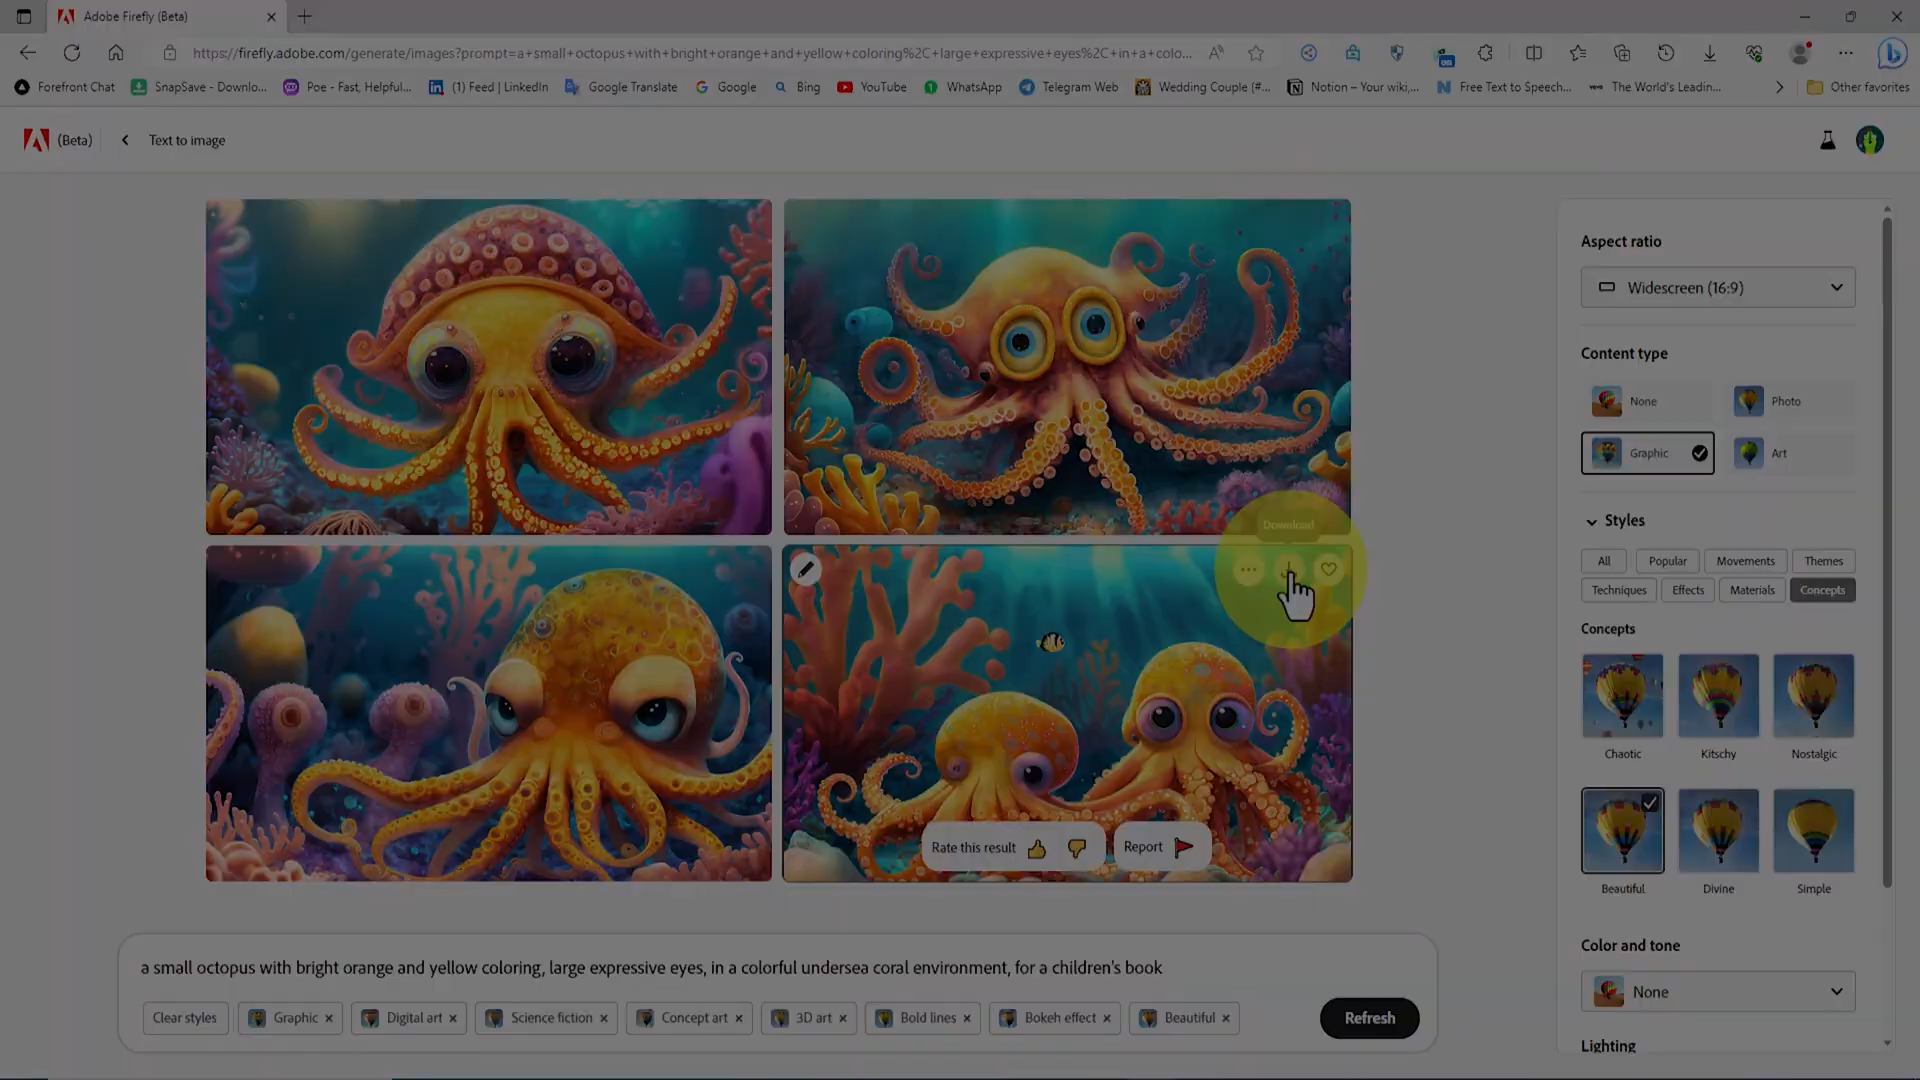 Adobe Firefly (Beta)
https://firefly.adobe.com/generate/images?prompt=a+small+octopus+with+bright+orange+and+yellow+coloring%2C+large+expressive+eyes%2C+in+a+colo...
Forefront Chat
SnapSave - Downlo...
Poe - Fast, Helpful...
(1) Feed | LinkedIn
Google Translate
Google
Bing
YouTube
WhatsApp
Telegram Web
Wedding Couple (#...
Notion – Your wiki,...
Free Text to Speech...
The World's Leadin...
Other favorites
(Beta)
Text to image
Download
Rate this result
Report
Aspect ratio
Widescreen (16:9)
Content type
None
Photo
Graphic
Art
Styles
All
Popular
Movements
Themes
Techniques
Effects
Materials
Concepts
Concepts
Chaotic
Kitschy
Nostalgic
Beautiful
Divine
Simple
Color and tone
None
Lighting
a small octopus with bright orange and yellow coloring, large expressive eyes, in a colorful undersea coral environment, for a children's book
Clear styles
Graphic
Digital art
Science fiction
Concept art
3D art
Bold lines
Bokeh effect
Beautiful
Refresh